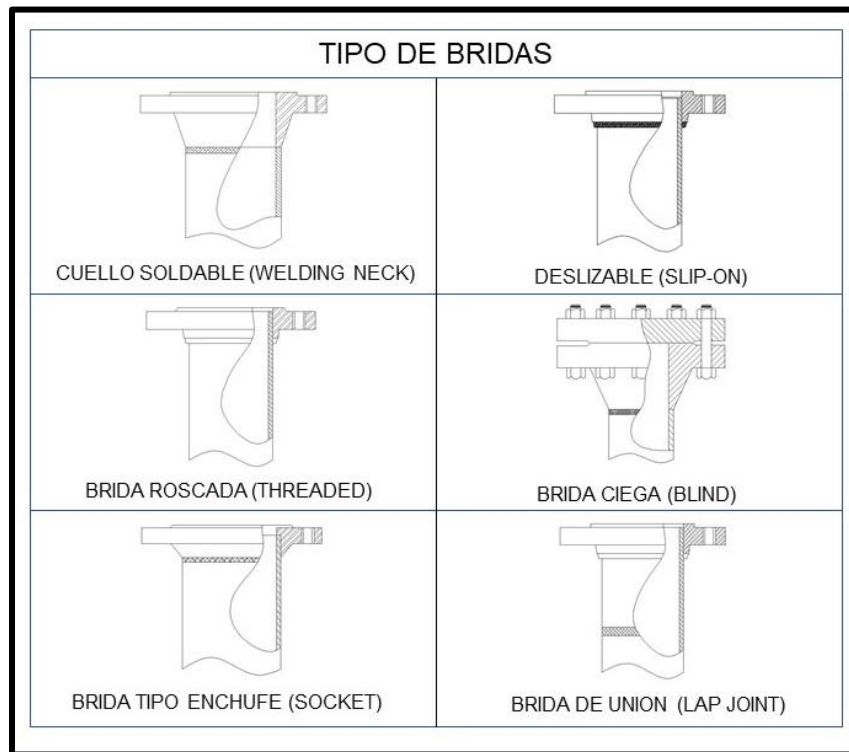 TIPO DE BRIDAS
CUELLO SOLDABLE (WELDING NECK)
DESLIZABLE (SLIP-ON)
BRIDA ROSCADA (THREADED)
BRIDA CIEGA (BLIND)
BRIDA TIPO ENCHUFE (SOCKET)
BRIDA DE UNION (LAP JOINT)